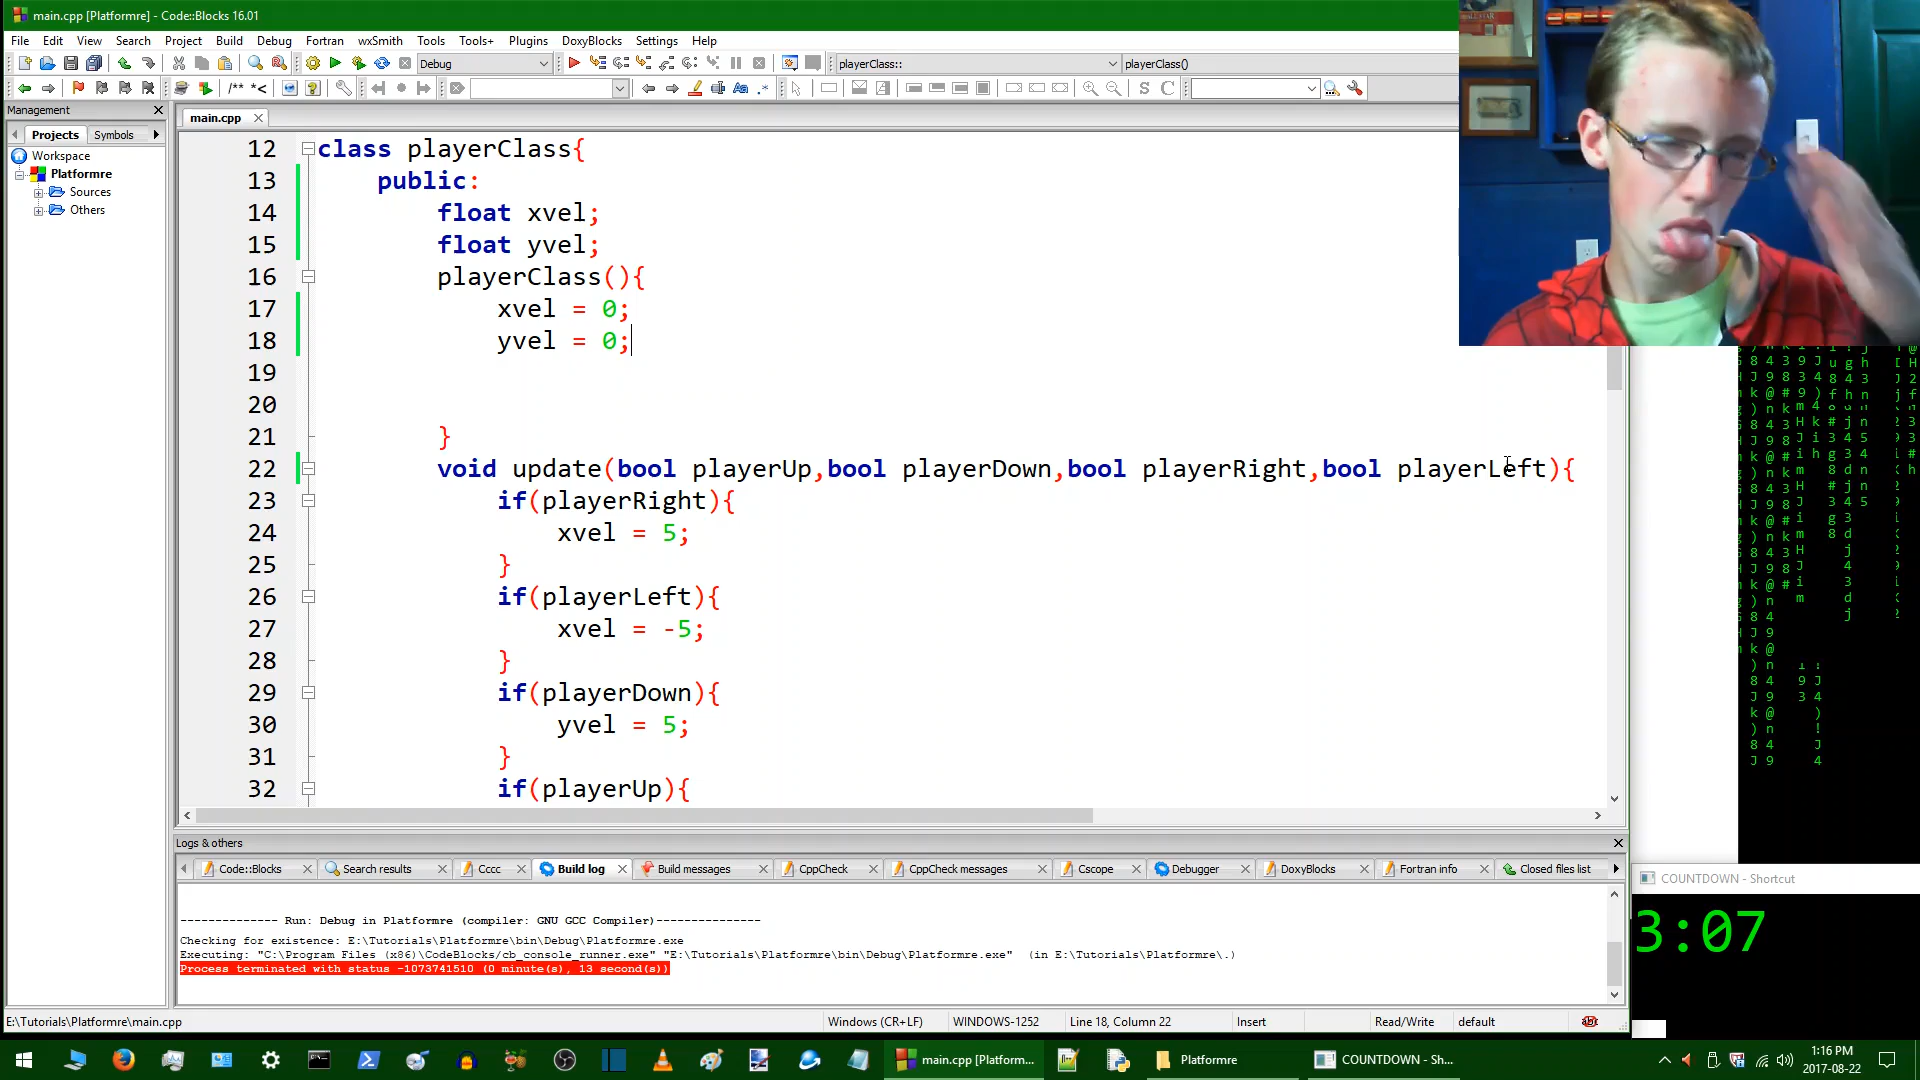 main.cpp [Platformre] - Code::Blocks 16.01
File Edit View Search Project Build Debug Fortran wxSmith Tools Tools+ Plugins DoxyBlocks Settings Help
Debug playerClass:: playerClass()
/** *<
Management
main.cpp
Projects Symbols
Workspace
Platformre
Sources
Others
12 class playerClass{
13 public:
14 float xvel;
15 float yvel;
16 playerClass(){
17 xvel = 0;
18 yvel = 0;
19
20
21 }
22 void update(bool playerUp,bool playerDown,bool playerRight,bool playerLeft){
23 if(playerRight){
24 xvel = 5;
25 }
26 if(playerLeft){
27 xvel = -5;
28 }
29 if(playerDown){
30 yvel = 5;
31 }
32 if(playerUp){
Logs & others
Code::Blocks Search results Cccc Build log Build messages CppCheck CppCheck messages Cscope Debugger DoxyBlocks Fortran info Closed files list
-------------- Run: Debug in Platformre (compiler: GNU GCC Compiler)---------------
Checking for existence: E:\Tutorials\Platformre\bin\Debug\Platformre.exe
Executing: "C:\Program Files (x86)\CodeBlocks/cb_console_runner.exe" "E:\Tutorials\Platformre\bin\Debug\Platformre.exe" (in E:\Tutorials\Platformre\.)
Process terminated with status -1073741510 (0 minute(s), 13 second(s))
COUNTDOWN - Shortcut
3:07
E:\Tutorials\Platformre\main.cpp Windows (CR+LF) WINDOWS-1252 Line 18, Column 22 Insert Read/Write default
main.cpp [Platform... Platformre COUNTDOWN - Sh...
1:16 PM
2017-08-22